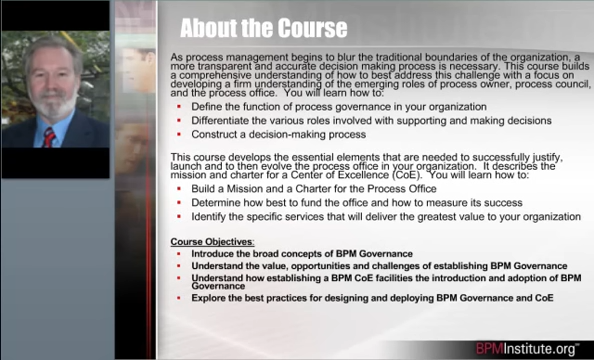 About the Course
As process management begins to blur the traditional boundaries of the organization, a
more transparent and accurate decision making process is necessary. This course builds
a comprehensive understanding of how to best address this challenge with a focus on
developing a firm understanding of the emerging roles of process owner, process council,
and the process office. You will learn how to:
▪ Define the function of process governance in your organization
▪ Differentiate the various roles involved with supporting and making decisions
▪ Construct a decision-making process
This course develops the essential elements that are needed to successfully justify,
launch and to then evolve the process office in your organization. It describes the
mission and charter for a Center of Excellence (CoE). You will learn how to:
▪ Build a Mission and a Charter for the Process Office
▪ Determine how best to fund the office and how to measure its success
▪ Identify the specific services that will deliver the greatest value to your organization
Course Objectives:
▪ Introduce the broad concepts of BPM Governance
▪ Understand the value, opportunities and challenges of establishing BPM Governance
▪ Understand how establishing a BPM CoE facilities the introduction and adoption of BPM
Governance
▪ Explore the best practices for designing and deploying BPM Governance and CoE
BPMInstitute.org